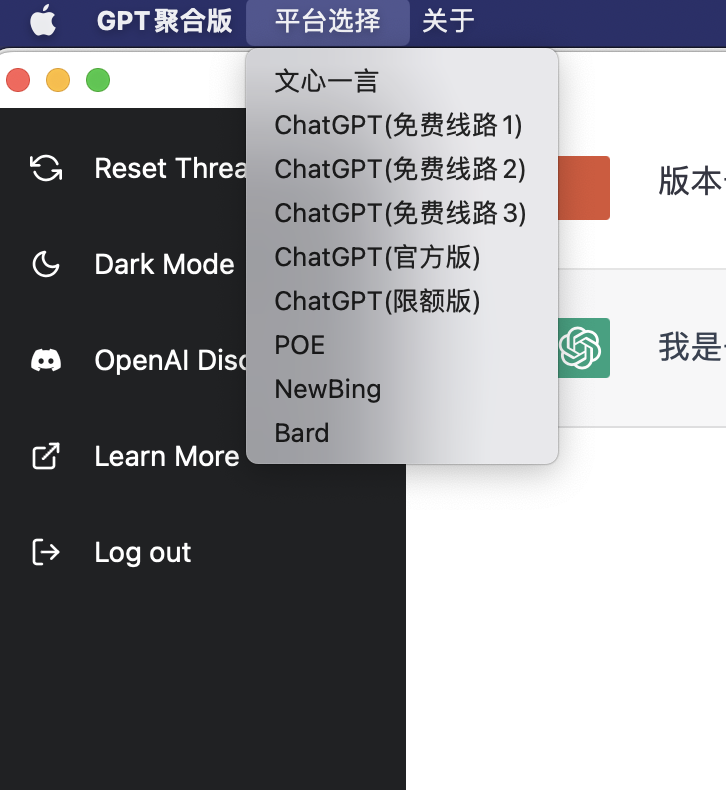 GPT聚合版 平台选择 关于
文心一言
ChatGPT(免费线路1)
ChatGPT(免费线路2)
ChatGPT(免费线路3)
ChatGPT(官方版)
ChatGPT(限额版)
POE
NewBing
Bard
Reset Threa
Dark Mode
OpenAI Disc
Learn More
Log out
版本
我是